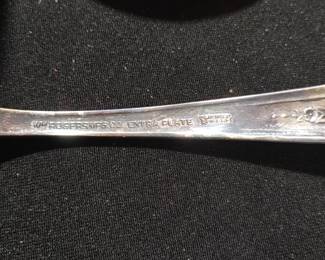 WM ROGERS MFG CO EXTRA PLATE